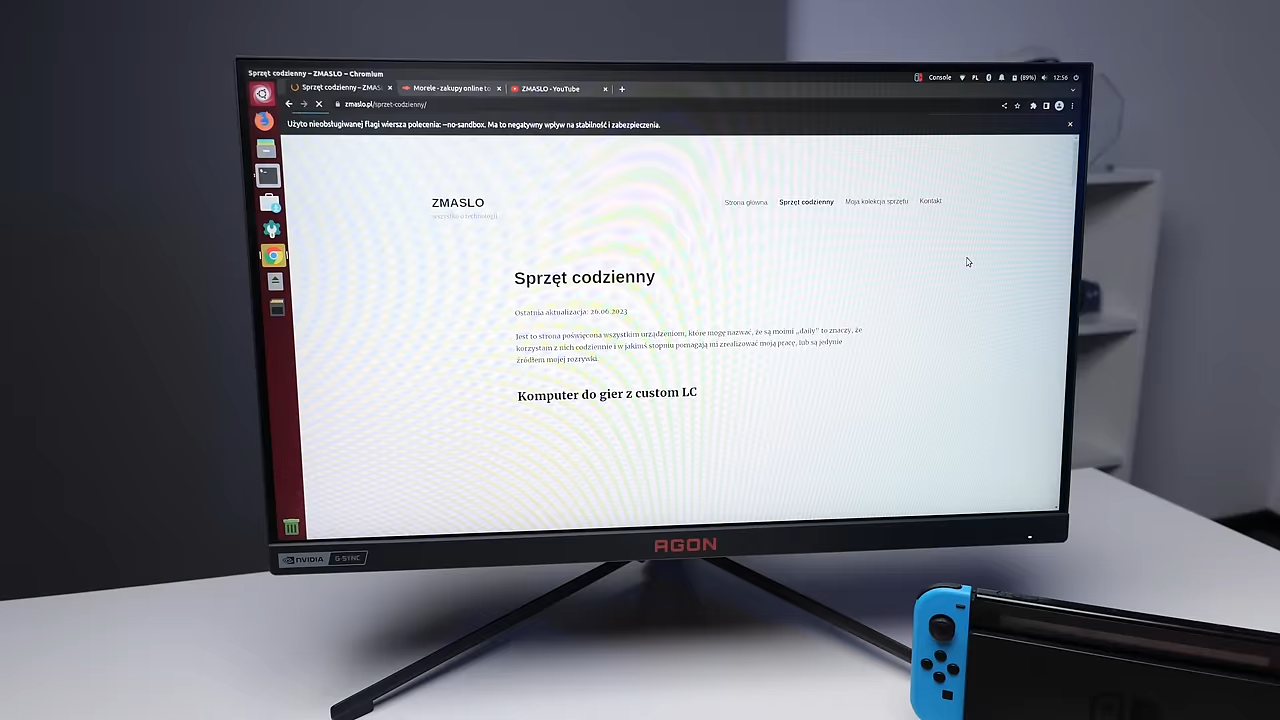 Sprzęt codzienny – ZMASLO – Chromium
Console PL (89%) 12:56
Sprzęt codzienny – ZMAS
Morele - zakupy online to
ZMASLO - YouTube
zmaslo.pl/sprzet-codzienny/
Użyto nieobsługiwanej flagi wiersza polecenia: --no-sandbox. Ma to negatywny wpływ na stabilność i zabezpieczenia.
ZMASLO
wszystko o technologii
Strona główna Sprzęt codzienny Moja kolekcja sprzętu Kontakt
Sprzęt codzienny
Ostatnia aktualizacja: 26.06.2023
Jest to strona poświęcona wszystkim urządzeniom, które mogę nazwać, że są moimi „daily" to znaczy, że
korzystam z nich codziennie i w jakimś stopniu pomagają mi zrealizować moją pracę, lub są jedynie
źródłem mojej rozrywki.
Komputer do gier z custom LC
AGON
NVIDIA G-SYNC